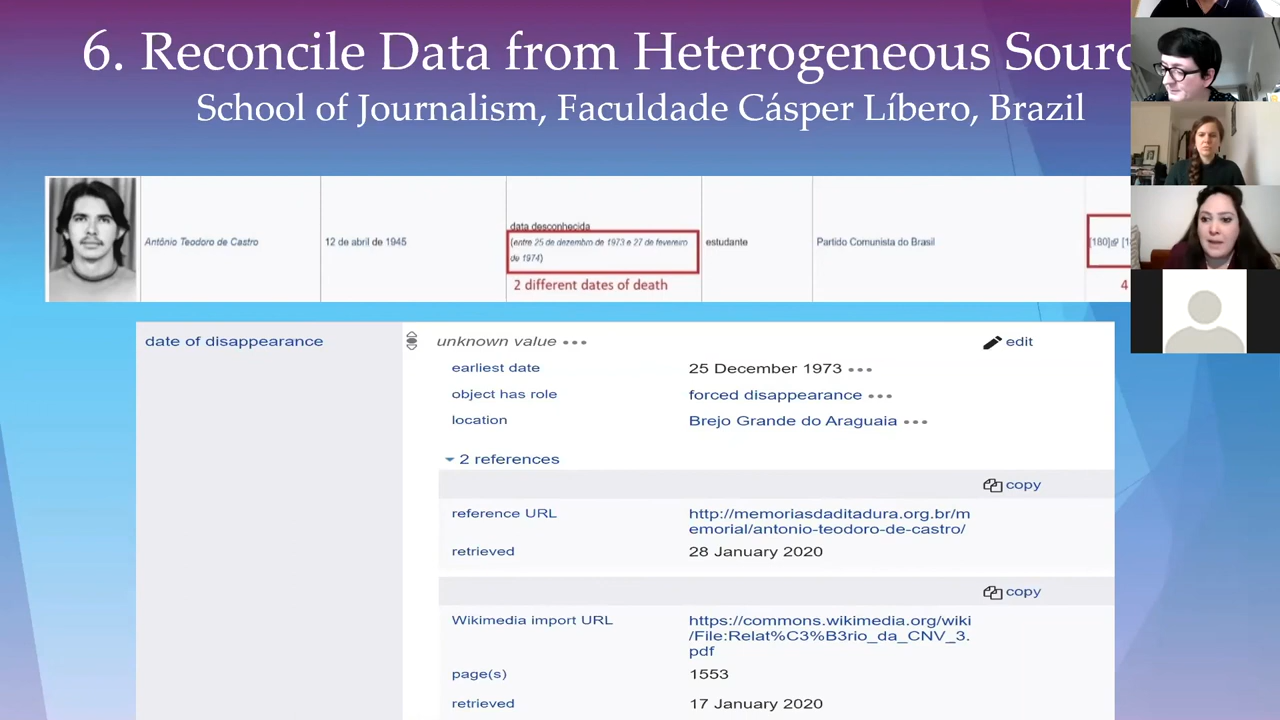 6. Reconcile Data from Heterogeneous Sourc
School of Journalism, Faculdade Cásper Líbero, Brazil
Antônio Teodoro de Castro
12 de abril de 1945
data desconhecida
(entre 25 de dezembro de 1973 e 27 de fevereiro
de 1974)
estudante
Partido Comunista do Brasil
[180] [1
2 different dates of death
4
date of disappearance
unknown value •••
edit
earliest date
25 December 1973 •••
object has role
forced disappearance •••
location
Brejo Grande do Araguaia •••
2 references
copy
reference URL
http://memoriasdaditadura.org.br/m
emorial/antonio-teodoro-de-castro/
retrieved
28 January 2020
copy
Wikimedia import URL
https://commons.wikimedia.org/wiki
/File:Relat%C3%B3rio_da_CNV_3.
pdf
page(s)
1553
retrieved
17 January 2020